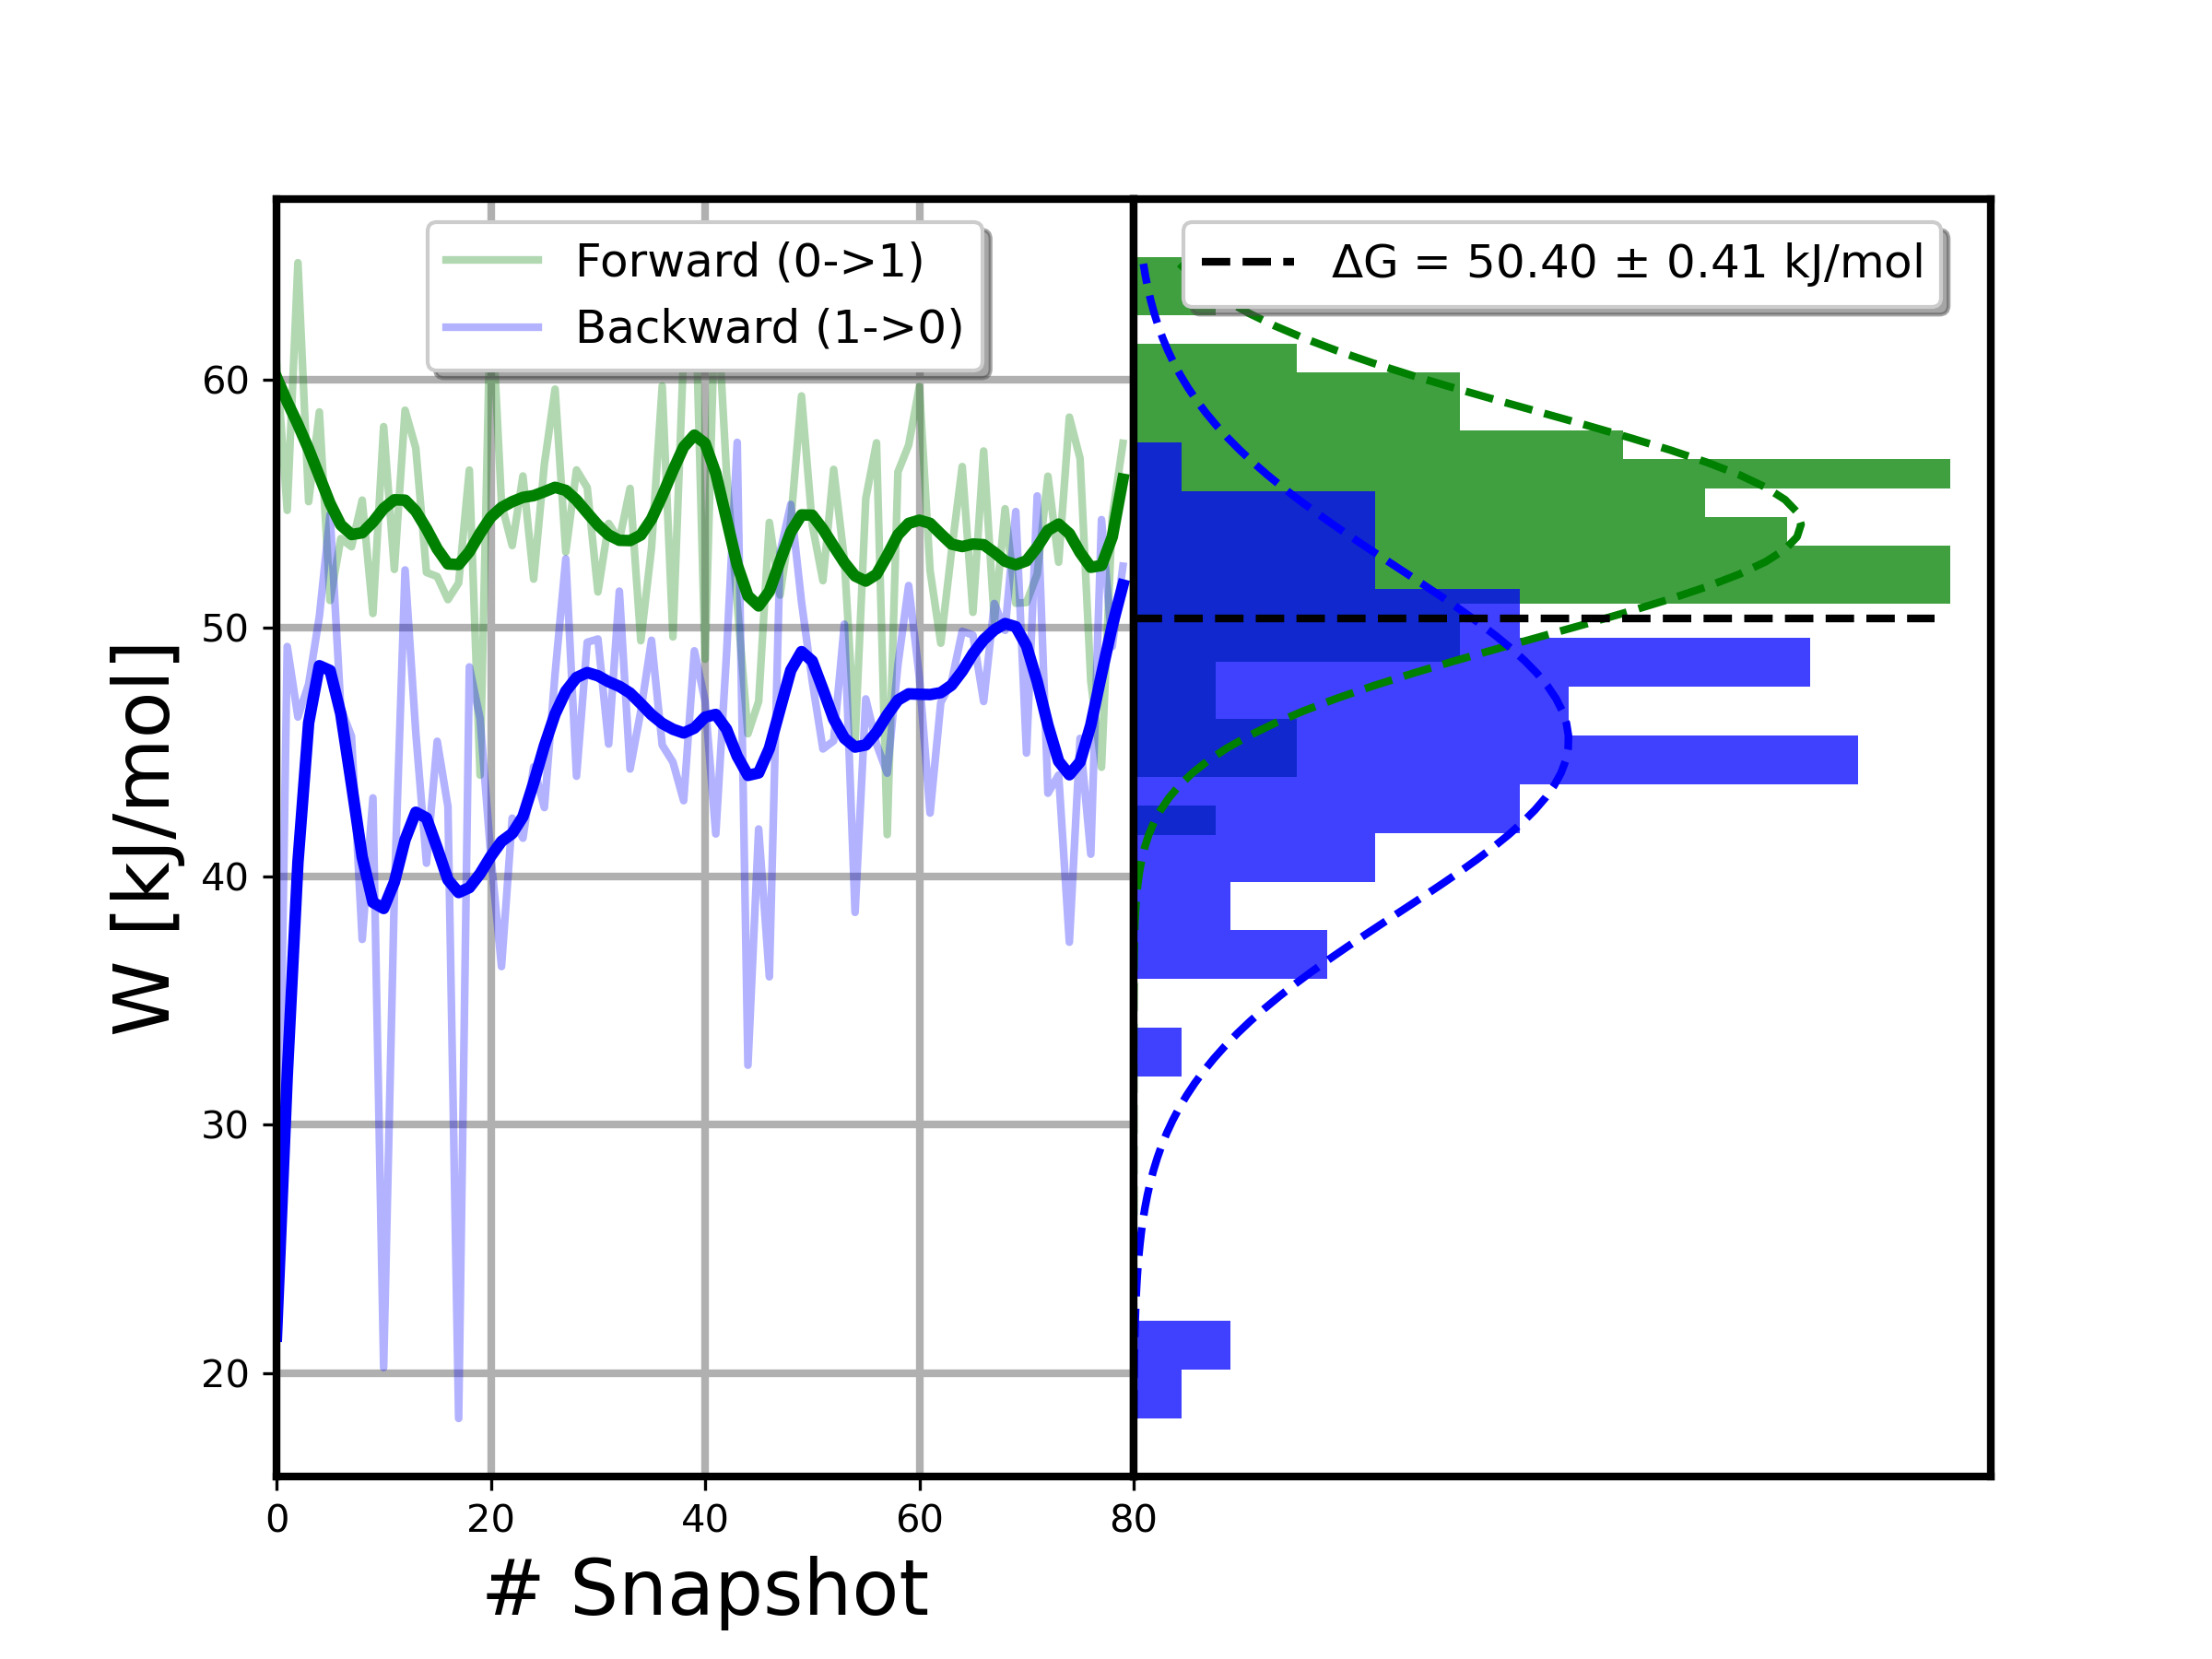 Forward (0->1)
Backward (1->0)
ΔG = 50.40 ± 0.41 kJ/mol
W [kJ/mol]
60
50
40
30
20
0 20 40 60 80
# Snapshot